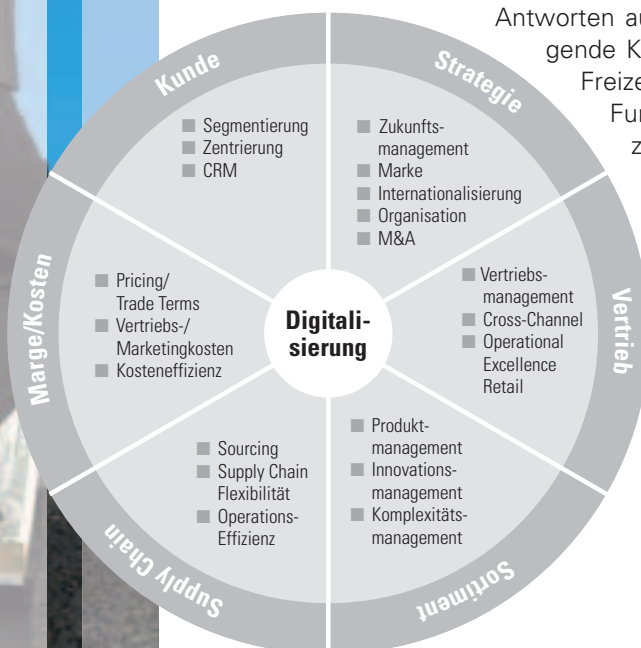 Antworten au
gende K
Freize
Fur
z
Kunde
Segmentierung
Zentrierung
CRM
Strategie
Zukunfts-
management
Marke
Internationalisierung
Organisation
M&A
Vertrieb
Vertriebs-
management
Cross-Channel
Operational
Excellence
Retail
Sortiment
Produkt-
management
Innovations-
management
Komplexitäts-
management
Supply Chain
Sourcing
Supply Chain
Flexibilität
Operations-
Effizienz
Marge/Kosten
Pricing/
Trade Terms
Vertriebs-/
Marketingkosten
Kosteneffizienz
Digitali-
sierung